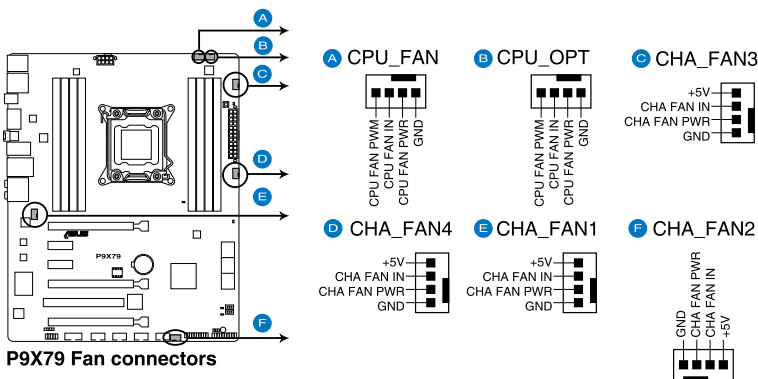 A
B
C
D
E
F
A CPU_FAN
CPU FAN PWM
CPU FAN IN
CPU FAN PWR
GND
B CPU_OPT
CPU FAN PWM
CPU FAN IN
CPU FAN PWR
GND
C CHA_FAN3
+5V
CHA FAN IN
CHA FAN PWR
GND
D CHA_FAN4
+5V
CHA FAN IN
CHA FAN PWR
GND
E CHA_FAN1
+5V
CHA FAN IN
CHA FAN PWR
GND
F CHA_FAN2
GND
CHA FAN PWR
CHA FAN IN
+5V
ASUS
P9X79
P9X79 Fan connectors